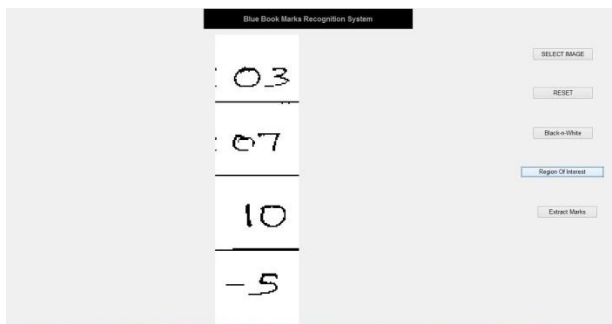 Blue Book Marks Recognition System
SELECT IMAGE
RESET
Black-n-White
Region Of Interest
Extract Marks
: 03
: 07
10
- 5